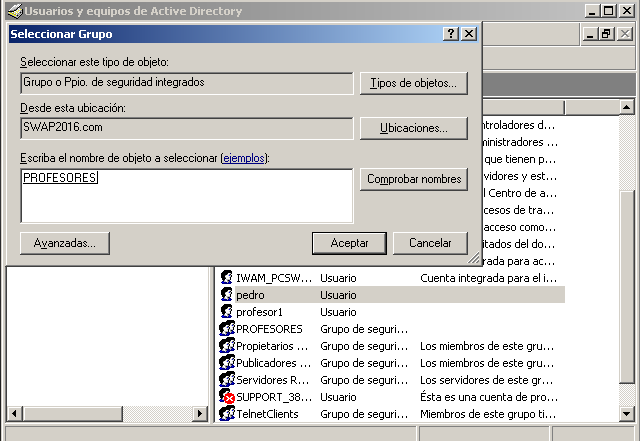 Usuarios y equipos de Active Directory
Seleccionar Grupo
Seleccionar este tipo de objeto:
Grupo o Ppio. de seguridad integrados
Tipos de objetos...
Desde esta ubicación:
SWAP2016.com
Ubicaciones...
Escriba el nombre de objeto a seleccionar (ejemplos):
PROFESORES
Comprobar nombres
Avanzadas...
Aceptar
Cancelar
ntroladores d...
ministradores
que tienen p...
rvidores y est...
l Centro de a...
cesos de tra...
acceso como...
itados del do...
rada para ac...
IWAM_PCSW... Usuario Cuenta integrada para el i...
pedro Usuario
profesor1 Usuario
PROFESORES Grupo de seguri...
Propietarios ... Grupo de seguri... Los miembros de este gru...
Publicadores ... Grupo de seguri... Los miembros de este gru...
Servidores R... Grupo de seguri... Los servidores de este gr...
SUPPORT_38... Usuario Ésta es una cuenta de pro...
TelnetClients Grupo de seguri... Miembros de este grupo ti...